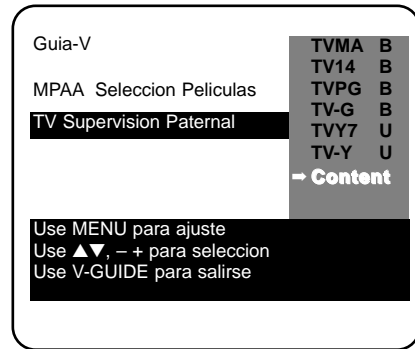 Guia-V
MPAA Seleccion Peliculas
TV Supervision Paternal
TVMA B
TV14 B
TVPG B
TV-G B
TVY7 U
TV-Y U
➡ Content
Use MENU para ajuste
Use ▲▼, – + para seleccion
Use V-GUIDE para salirse